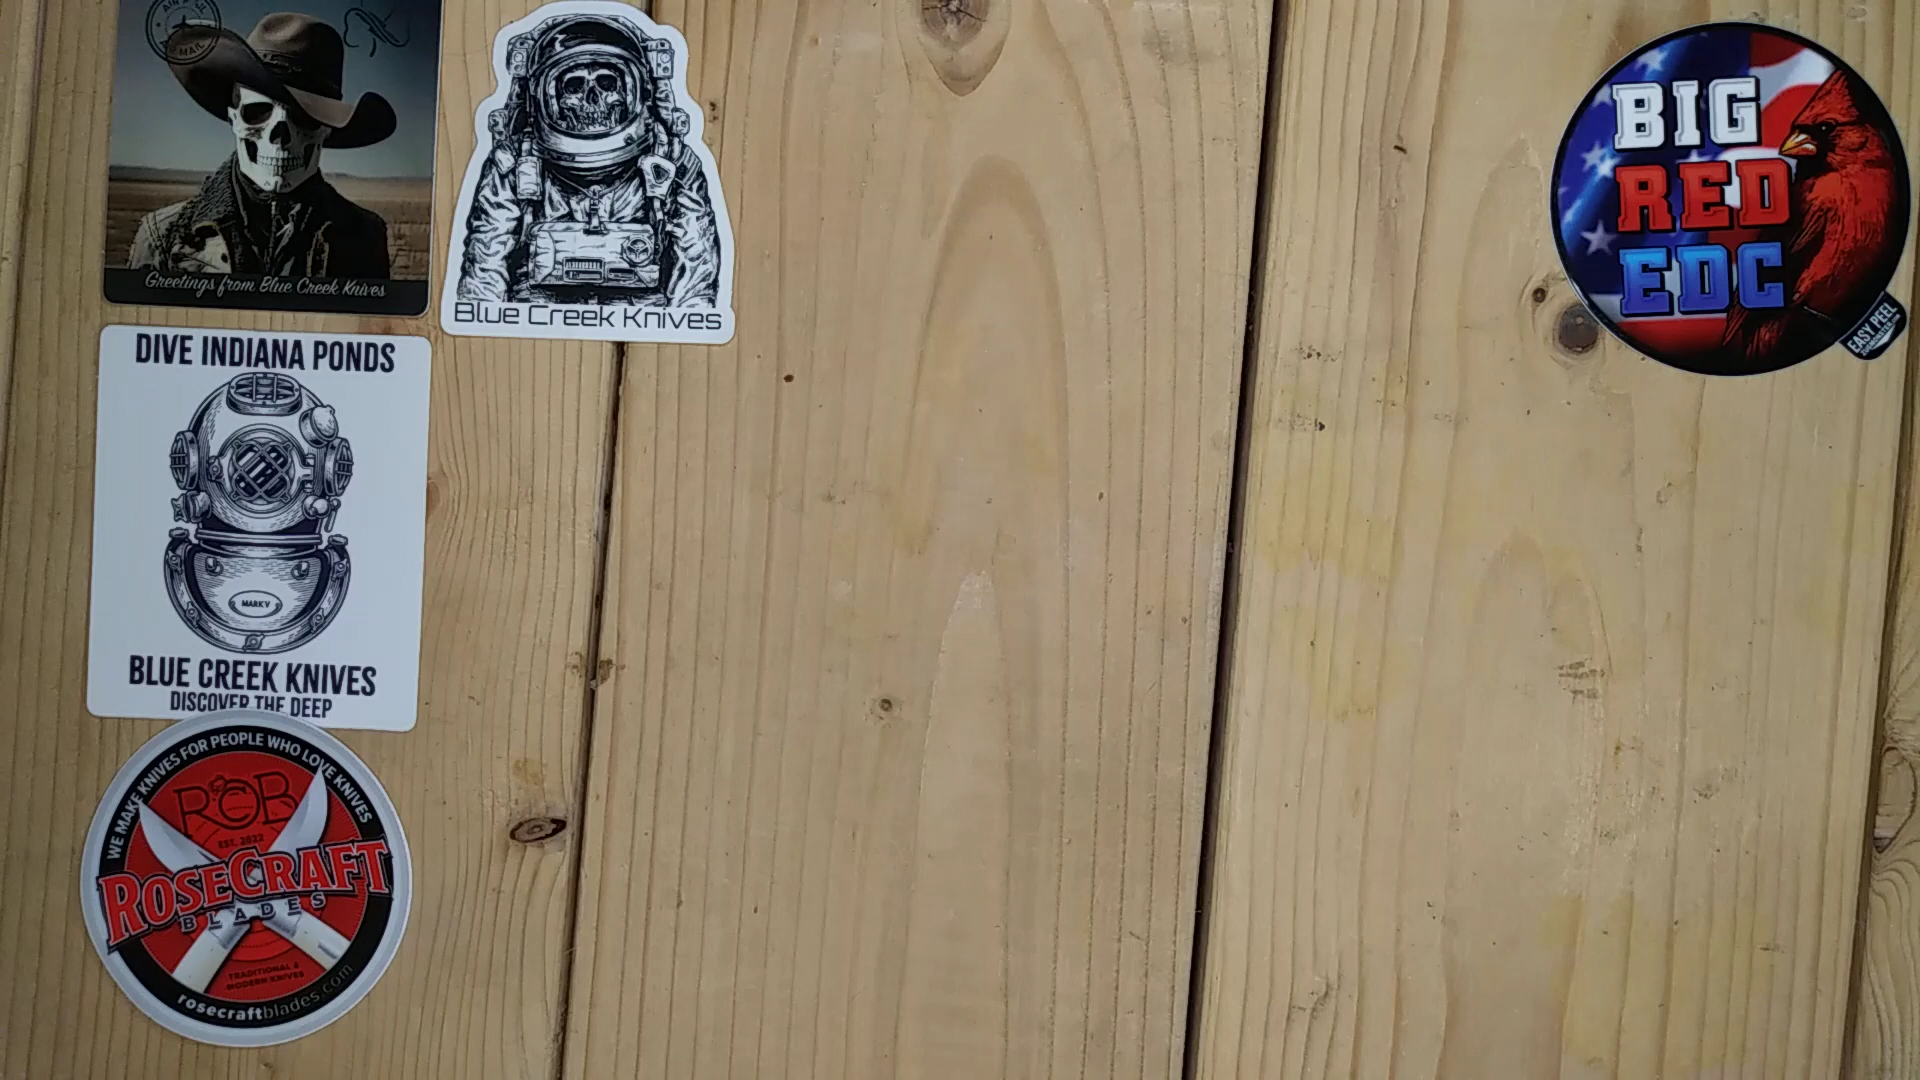 AIR MAIL
Greetings from Blue Creek Knives
Blue Creek Knives
BIG
RED
EDC
EASY PEEL
DIVE INDIANA PONDS
MARK V
BLUE CREEK KNIVES
DISCOVER THE DEEP
WE MAKE KNIVES FOR PEOPLE WHO LOVE KNIVES
RCB
EST. 2022
ROSECRAFT
BLADES
TRADITIONAL &
MODERN KNIVES
rosecraftblades.com